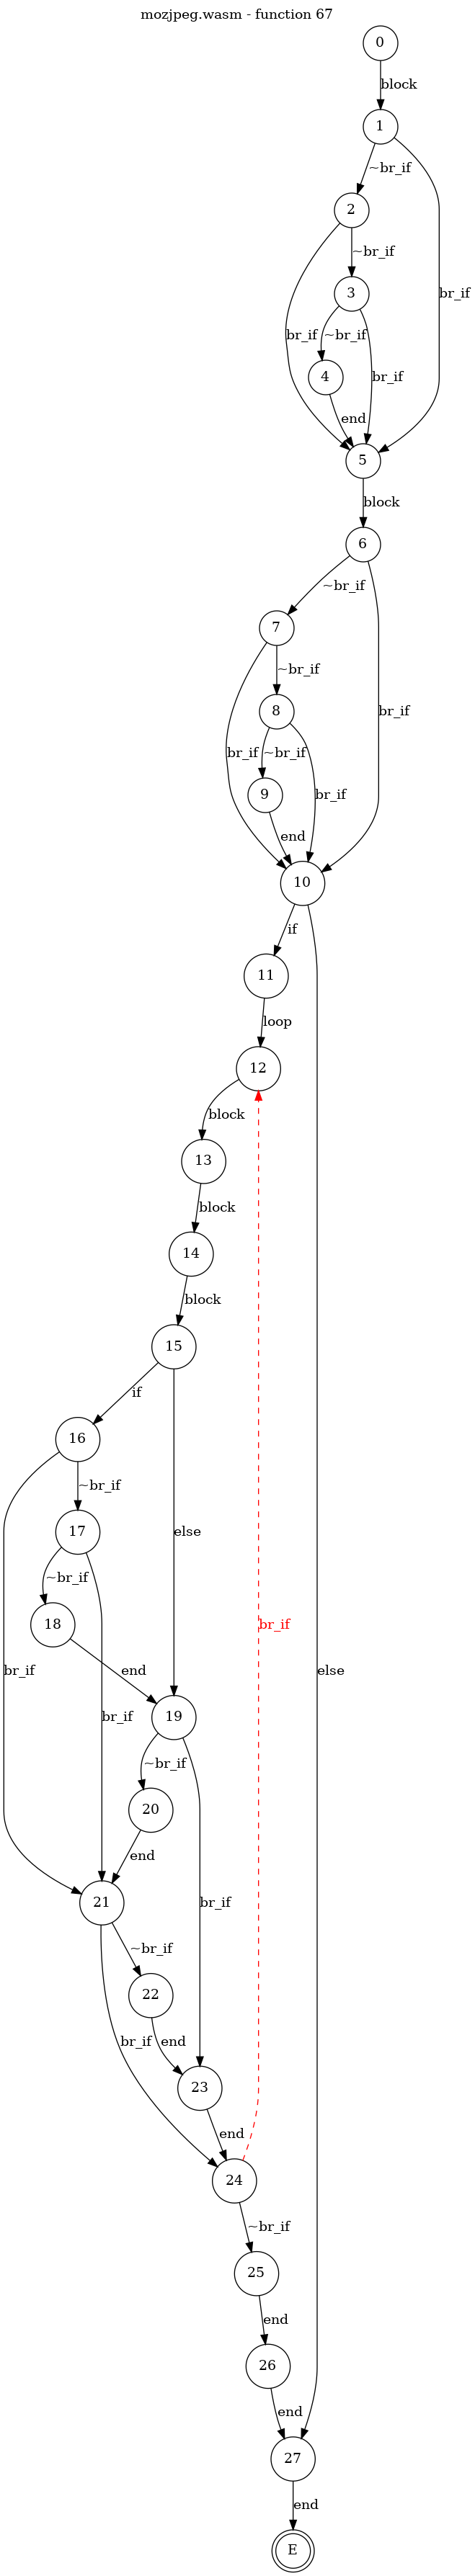 mozjpeg.wasm - function 67
0
block
1
~br_if
2
br_if
~br_if
3
br_if
~br_if
4
br_if
end
5
block
6
~br_if
7
br_if
~br_if
8
br_if
~br_if
9
br_if
end
10
if
11
loop
12
block
13
block
14
block
15
if
16
~br_if
17
else
~br_if
18
br_if
br_if
end
else
br_if
19
~br_if
20
end
br_if
21
~br_if
22
br_if
end
23
end
24
~br_if
25
end
26
end
27
end
E